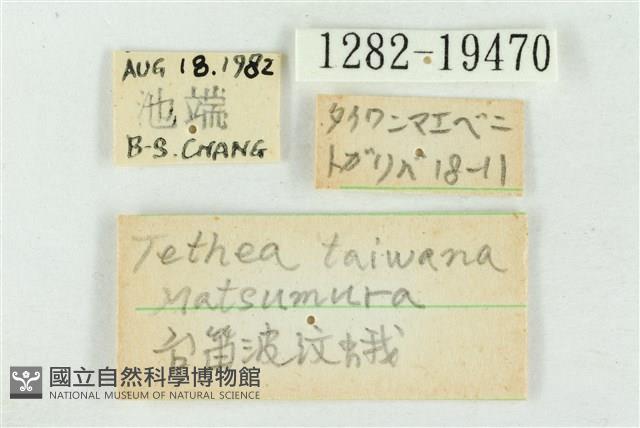 AUG 18.1982
池端
B-S.CHANG
1282-19470
タイワンマエベニ
トガリバ 18-11
Tethea taiwana
Matsumura
台箘波汶蛾
國立自然科學博物館
NATIONAL MUSEUM OF NATURAL SCIENCE